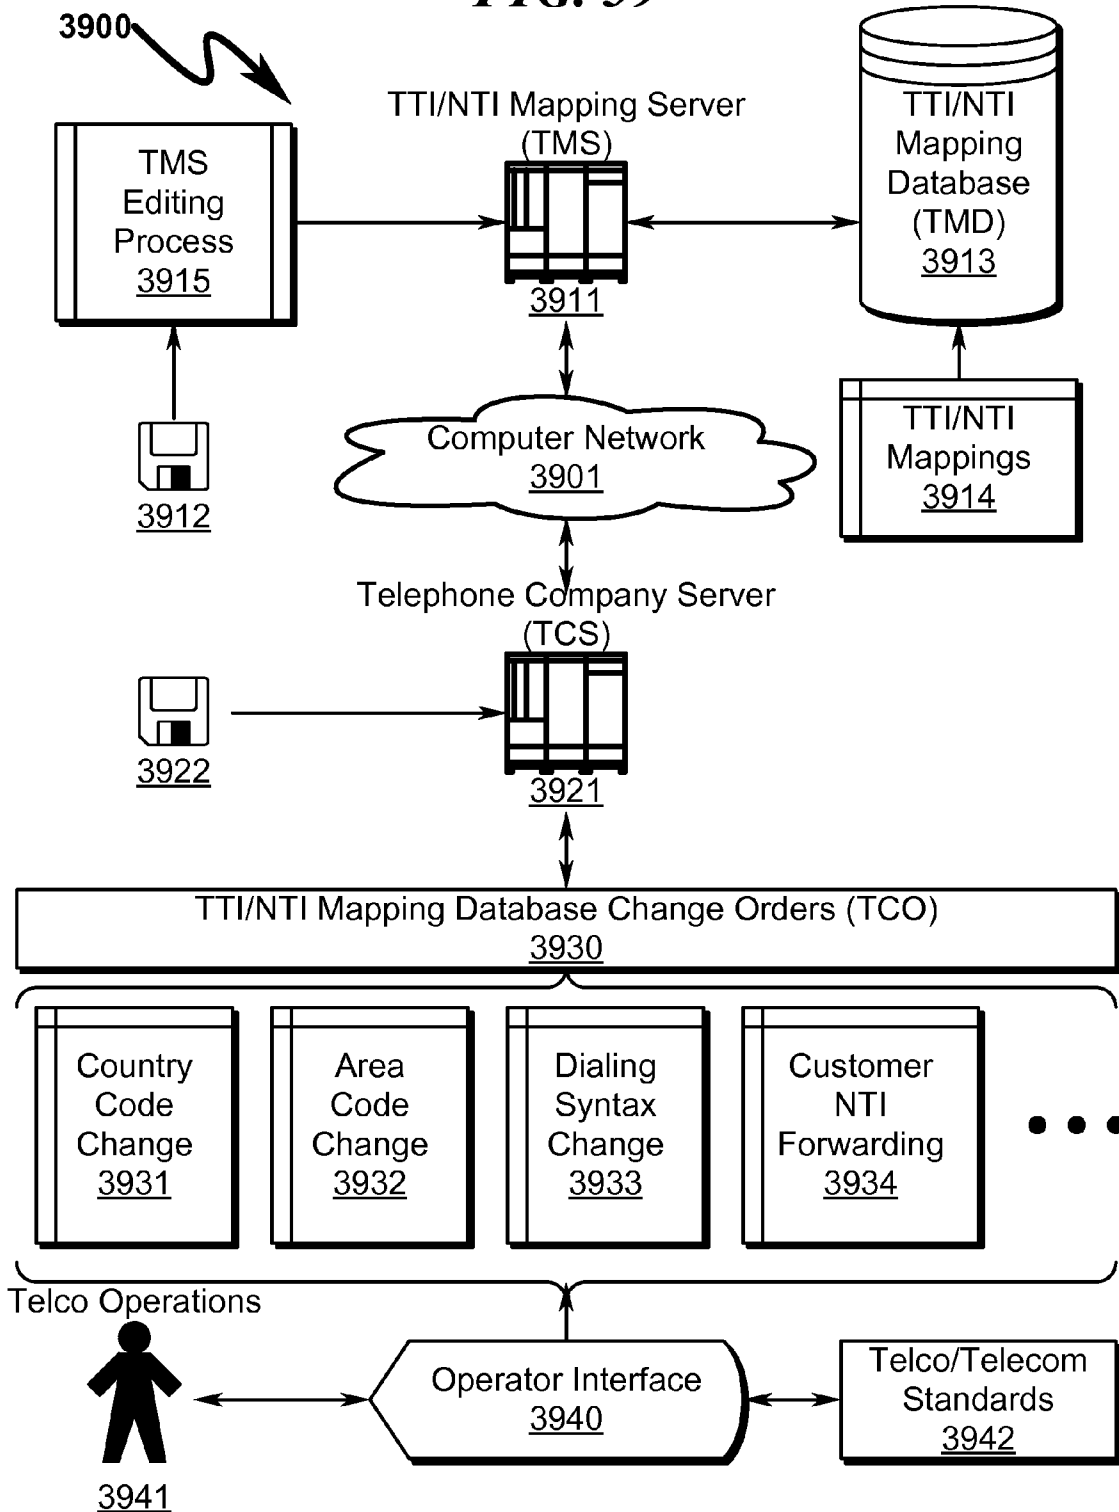 FIG. 39
3900
TTI/NTI Mapping Server
(TMS)
3911
TMS
Editing
Process
3915
TTI/NTI
Mapping
Database
(TMD)
3913
3912
Computer Network
3901
TTI/NTI
Mappings
3914
Telephone Company Server
(TCS)
3921
3922
TTI/NTI Mapping Database Change Orders (TCO)
3930
Country
Code
Change
3931
Area
Code
Change
3932
Dialing
Syntax
Change
3933
Customer
NTI
Forwarding
3934
Telco Operations
3941
Operator Interface
3940
Telco/Telecom
Standards
3942